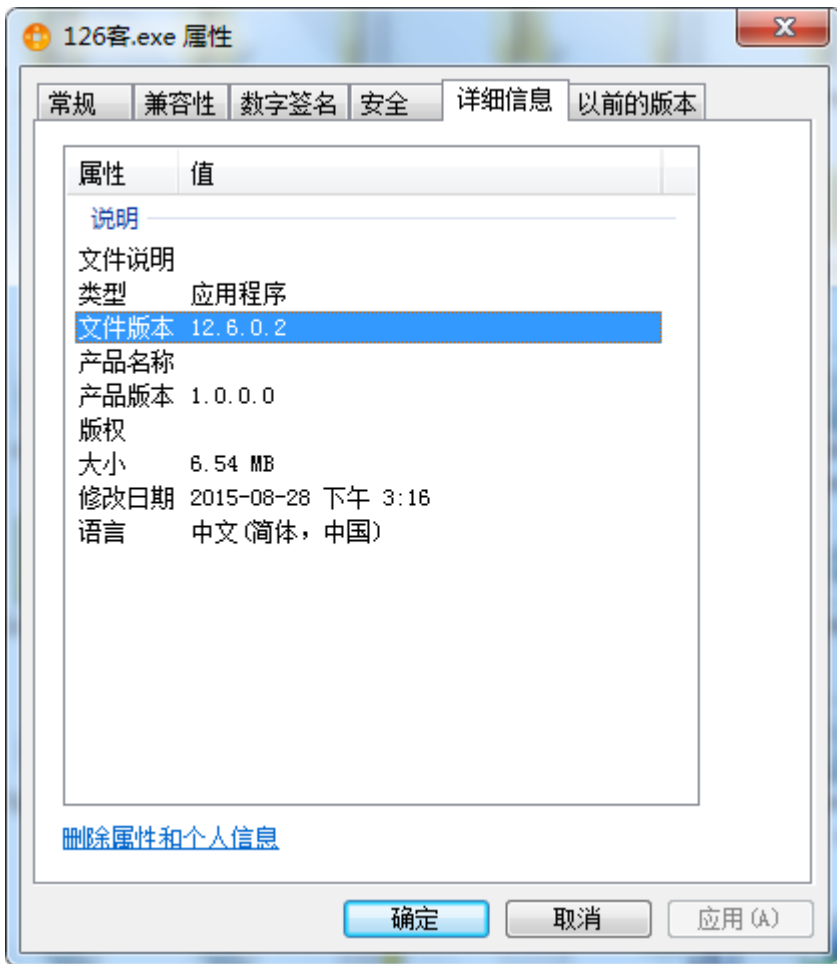 126客.exe 属性
常规 兼容性 数字签名 安全 详细信息 以前的版本
属性 值
说明
文件说明
类型 应用程序
文件版本 12.6.0.2
产品名称
产品版本 1.0.0.0
版权
大小 6.54 MB
修改日期 2015-08-28 下午 3:16
语言 中文(简体，中国)
删除属性和个人信息
确定 取消 应用(A)